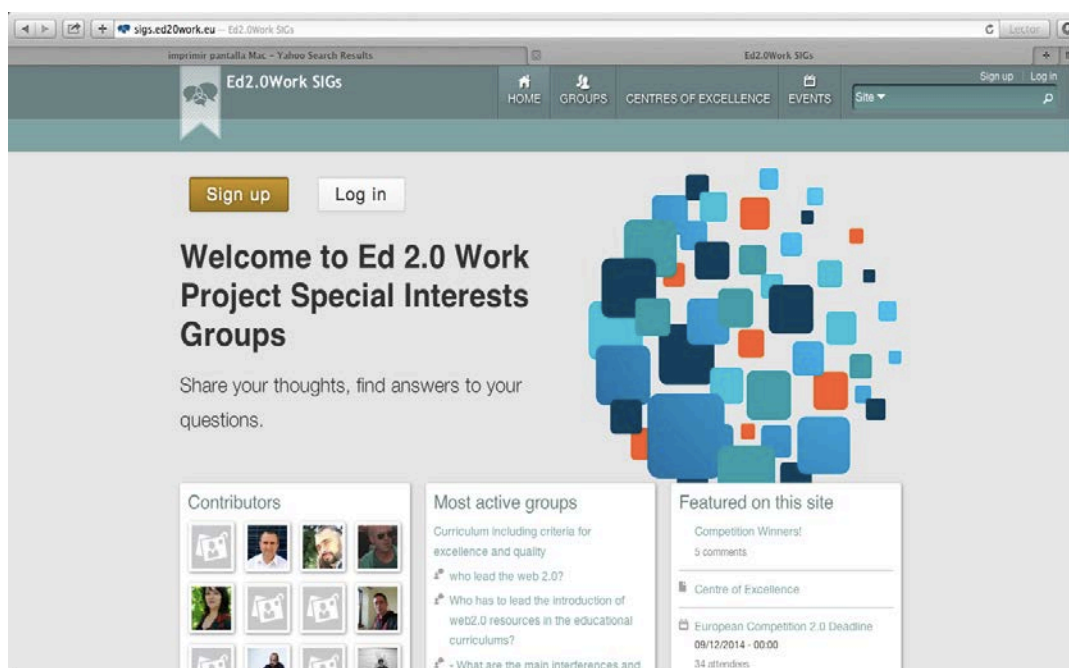 sigs.ed20work.eu — Ed2.0Work SIGs
Lector
imprimir pantalla Mac - Yahoo Search Results
Ed2.0Work SIGs
Ed2.0Work SIGs
HOME
GROUPS
CENTRES OF EXCELLENCE
EVENTS
Sign up
Log in
Site
Sign up
Log in
Welcome to Ed 2.0 Work
Project Special Interests
Groups
Share your thoughts, find answers to your
questions.
Contributors
Most active groups
Curriculum including criteria for
excellence and quality
who lead the web 2.0?
Who has to lead the introduction of
web2.0 resources in the educational
curriculums?
- What are the main interferences and
Featured on this site
Competition Winners!
5 comments
Centre of Excellence
European Competition 2.0 Deadline
09/12/2014 - 00:00
34 attendees